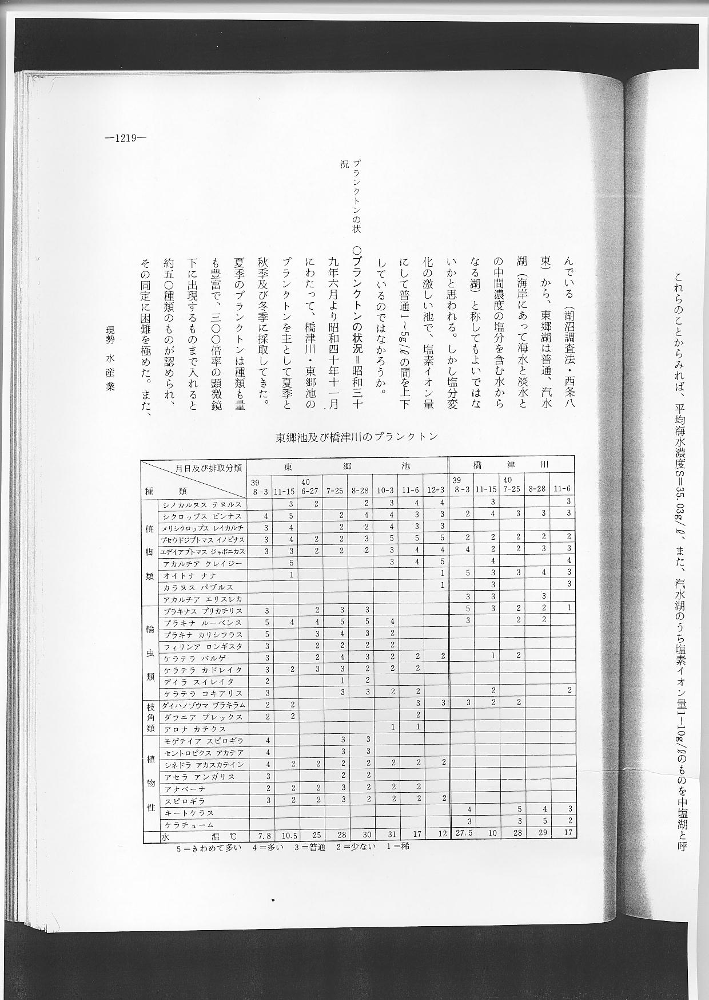 これらのことからみれば、平均海水濃度S＝35.03g/ℓ、また、汽水湖のうち塩素イオン量1～10g/ℓのものを中塩湖と呼
んでいる（湖沼調査法・西条八
束）から、東郷湖は普通、汽水
湖（海岸にあって海水と淡水と
の中間濃度の塩分を含む水から
なる湖）と称してもよいではな
いかと思われる。しかし塩分変
化の激しい池で、塩素イオン量
にして普通1～5g/ℓの間を上下
しているのではなかろうか。
プランクトンの状
況
○プランクトンの状況＝昭和三十
九年六月より昭和四十年十一月
にわたって、橋津川・東郷池の
プランクトンを主として夏季と
秋季及び冬季に採取してきた。
夏季のプランクトンは種類も量
も豊富で、三〇〇倍率の顕微鏡
下に出現するものまで入れると
約五〇種類のものが認められ、
その同定に困難を極めた。また、
東郷池及び橋津川のプランクトン
月日及び排取分類 東郷池 橋津川
種類 39 8-3 11-15 40 6-27 7-25 8-28 10-3 11-6 12-3 39 8-3 11-15 40 7-25 8-28 11-6
橈脚類
シノカルヌス テヌルス 3 2 2 3 4 4 3 3
シクロップス ビンナス 4 5 2 4 4 3 3 2 4 3 3 3
メリシクロップス レイカルチ 3 4 2 2 4 3 3
プセウドジプトマス イノピナス 3 4 2 2 3 5 5 5 2 2 2 2 2
エデイアプトマス ジャボニカス 3 3 2 2 2 3 4 4 4 2 2 3 3
アカルチア クレイジー 5 3 4 5 4 4
オイトナ ナナ 1 1 5 3 3 4 3
カラヌス パブルス 1 3 3
アカルチア エリスレカ 3 3 3
輪虫類
プラキナス プリカチリス 3 2 3 3 5 3 2 2 1
プラキナ ルーベンス 5 4 4 5 5 4 3 2 2
プラキナ カリシフラス 5 3 4 3 2
フィリンア ロンギスタ 3 2 2 2 2
ケラテラ バルゲ 3 2 4 3 2 2 2 1 2
ケラテラ カドレイタ 3 2 3 3 2 2 2
デイラ スイレイタ 2 1 2
ケラテラ コキアリス 3 3 3 2 2 2 2
枝角類
ダイハノゾウマ ブラキラム 2 2 3 3 3 2 2
ダフニア プレックス 2 2 2
アロナ カテクス 1 1
植物性
モゲテイア スピロギラ 4 3 3
セントロピクス アカテア 4 3 3
シネドラ アカスカテイン 4 2 2 2 2 2 2 2
アセラ アンガリス 3 2 2
アナベーナ 2 2 2 3 2 2 2
スピロギラ 3 2 2 3 2 2 2 2
キートケラス 4 5 4 3
ケラチューム 3 3 5 2
水温 ℃ 7.8 10.5 25 28 30 31 17 12 27.5 10 28 29 17
5＝きわめて多い 4＝多い 3＝普通 2＝少ない 1＝稀
現勢 水産業
―1219―